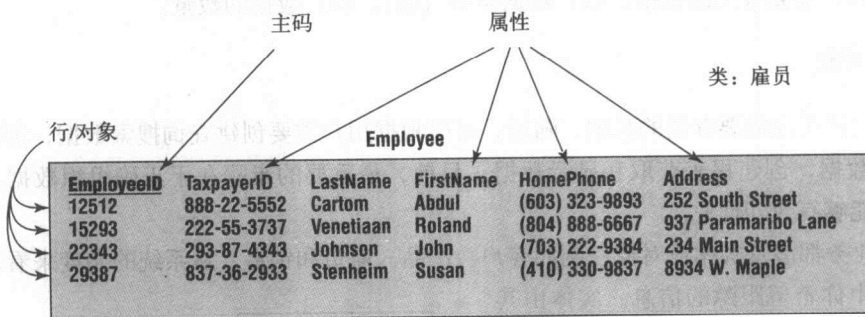 主码
属性
类：雇员
行/对象
Employee
EmployeeID TaxpayerID LastName FirstName HomePhone Address
12512 888-22-5552 Cartom Abdul (603) 323-9893 252 South Street
15293 222-55-3737 Venetiaan Roland (804) 888-6667 937 Paramaribo Lane
22343 293-87-4343 Johnson John (703) 222-9384 234 Main Street
29387 837-36-2933 Stenheim Susan (410) 330-9837 8934 W. Maple